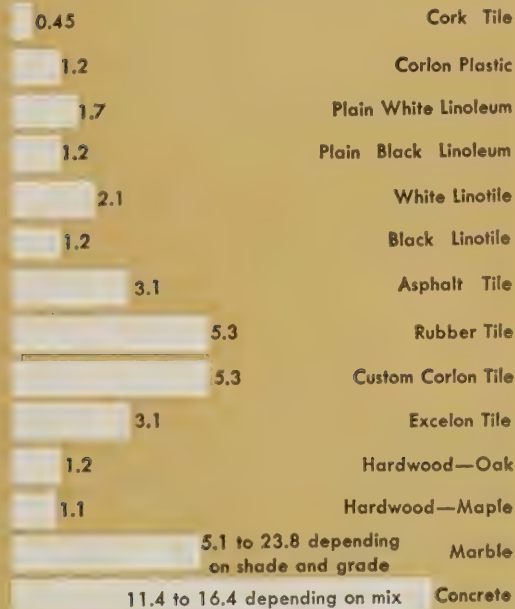 0.45 Cork Tile
1.2 Corlon Plastic
1.7 Plain White Linoleum
1.2 Plain Black Linoleum
2.1 White Linotile
1.2 Black Linotile
3.1 Asphalt Tile
5.3 Rubber Tile
5.3 Custom Corlon Tile
3.1 Excelon Tile
1.2 Hardwood—Oak
1.1 Hardwood—Maple
5.1 to 23.8 depending
on shade and grade Marble
11.4 to 16.4 depending on mix Concrete